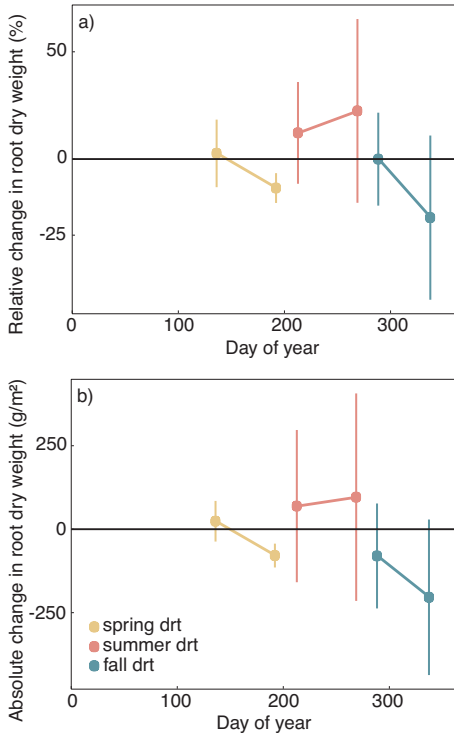 a)
Relative change in root dry weight (%)
50
0
-25
0 100 200 300
Day of year
b)
Absolute change in root dry weight (g/m²)
250
0
-250
spring drt
summer drt
fall drt
0 100 200 300
Day of year